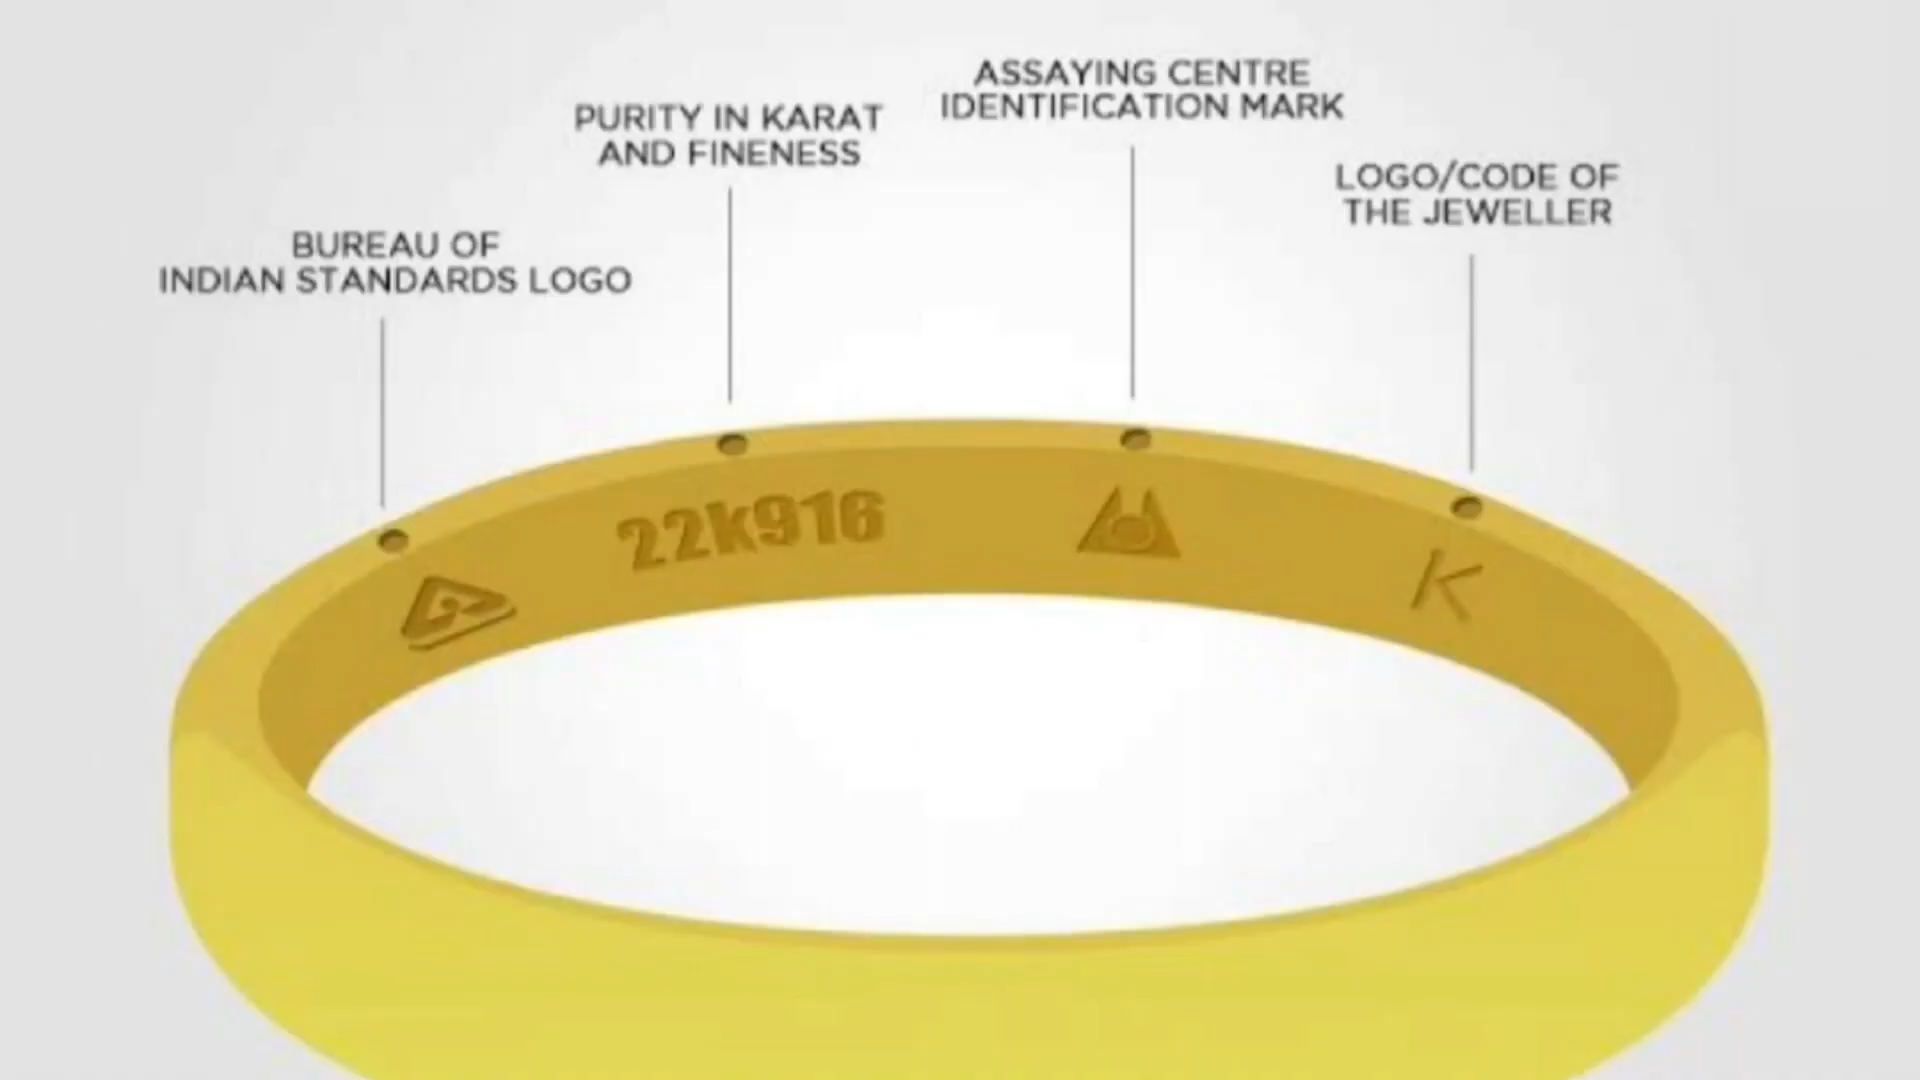 BUREAU OF
INDIAN STANDARDS LOGO
PURITY IN KARAT
AND FINENESS
ASSAYING CENTRE
IDENTIFICATION MARK
LOGO/CODE OF
THE JEWELLER
22k916
K